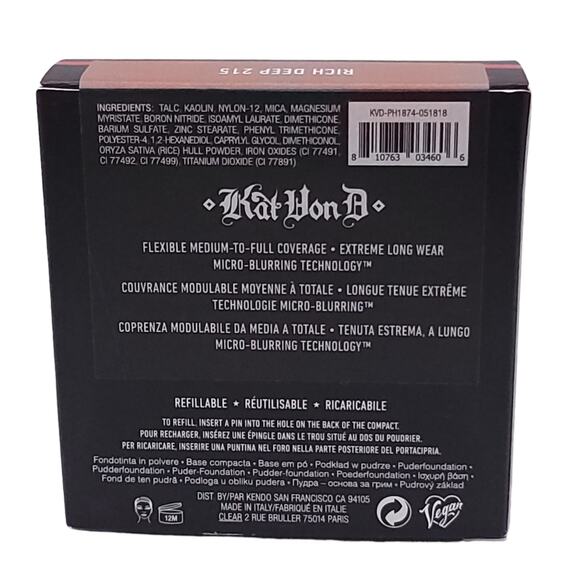 RICH DEEP 215
INGREDIENTS: TALC, KAOLIN, NYLON-12, MICA, MAGNESIUM
MYRISTATE, BORON NITRIDE, ISOAMYL LAURATE, DIMETHICONE,
BARIUM SULFATE, ZINC STEARATE, PHENYL TRIMETHICONE,
POLYESTER-4,1,2-HEXANEDIOL, CAPRYLYL GLYCOL, DIMETHICONOL,
ORYZA SATIVA (RICE) HULL POWDER, IRON OXIDES (CI 77491,
CI 77492, CI 77499), TITANIUM DIOXIDE (CI 77891)
KVD-PH1874-051818
8 10763 03460 6
Kat Von D
FLEXIBLE MEDIUM-TO-FULL COVERAGE • EXTREME LONG WEAR
MICRO-BLURRING TECHNOLOGY™
COUVRANCE MODULABLE MOYENNE À TOTALE • LONGUE TENUE EXTRÊME
TECHNOLOGIE MICRO-BLURRING™
COPRENZA MODULABILE DA MEDIA A TOTALE • TENUTA ESTREMA, A LUNGO
MICRO-BLURRING TECHNOLOGY™
REFILLABLE ★ RÉUTILISABLE ★ RICARICABILE
TO REFILL, INSERT A PIN INTO THE HOLE ON THE BACK OF THE COMPACT.
POUR RECHARGER, INSÉREZ UNE ÉPINGLE DANS LE TROU SITUÉ AU DOS DU POUDRIER.
PER RICARICARE, INSERIRE UNA PUNTINA NEL FORO NELLA PARTE POSTERIORE DEL PORTACIPRIA.
Fondotinta in polvere • Base compacta • Base em pó • Podkład w pudrze • Puderfoundation •
Pudderfoundation • Puder-Foundation • Pudder-foundation • Poederfoundation • Ισχυρή βάση •
Fond de ten pudră • Podloga u obliku pudera • Пудра – основа за грим • Pudrový základ
12M
DIST. BY/PAR KENDO SAN FRANCISCO CA 94105
MADE IN ITALY/FABRIQUÉ EN ITALIE
CLEAR 2 RUE BRULLER 75014 PARIS
Vegan